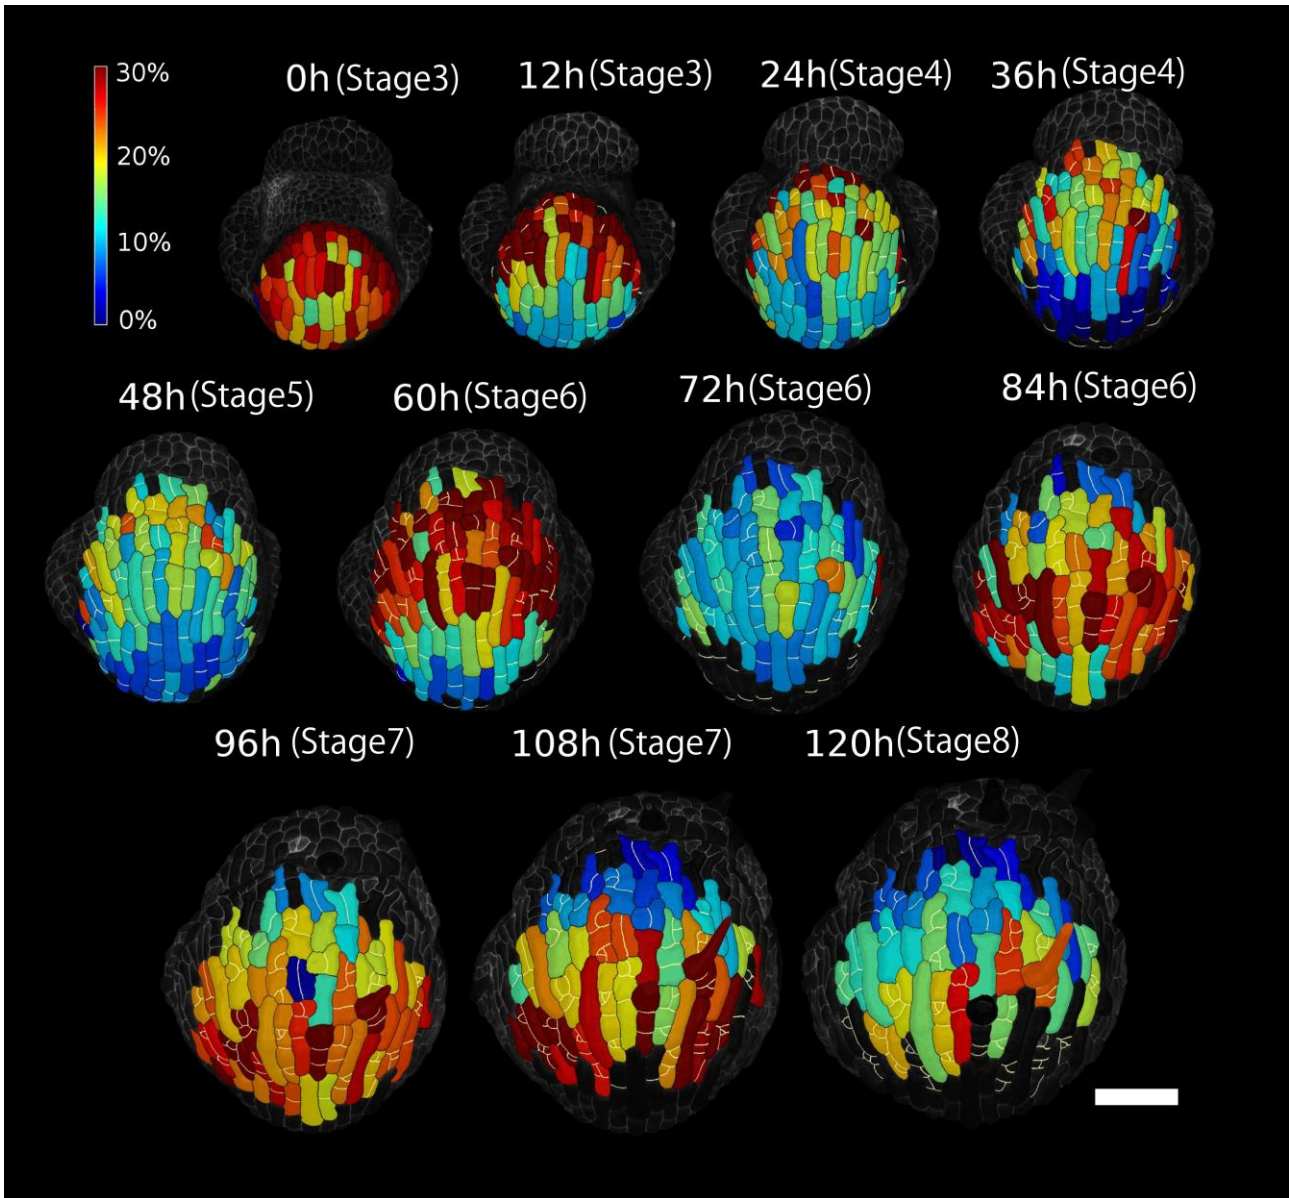 30%
20%
10%
0%
0h (Stage3)
12h(Stage3)
24h(Stage4)
36h(Stage4)
48h(Stage5)
60h(Stage6)
72h(Stage6)
84h(Stage6)
96h (Stage7)
108h(Stage7)
120h(Stage8)